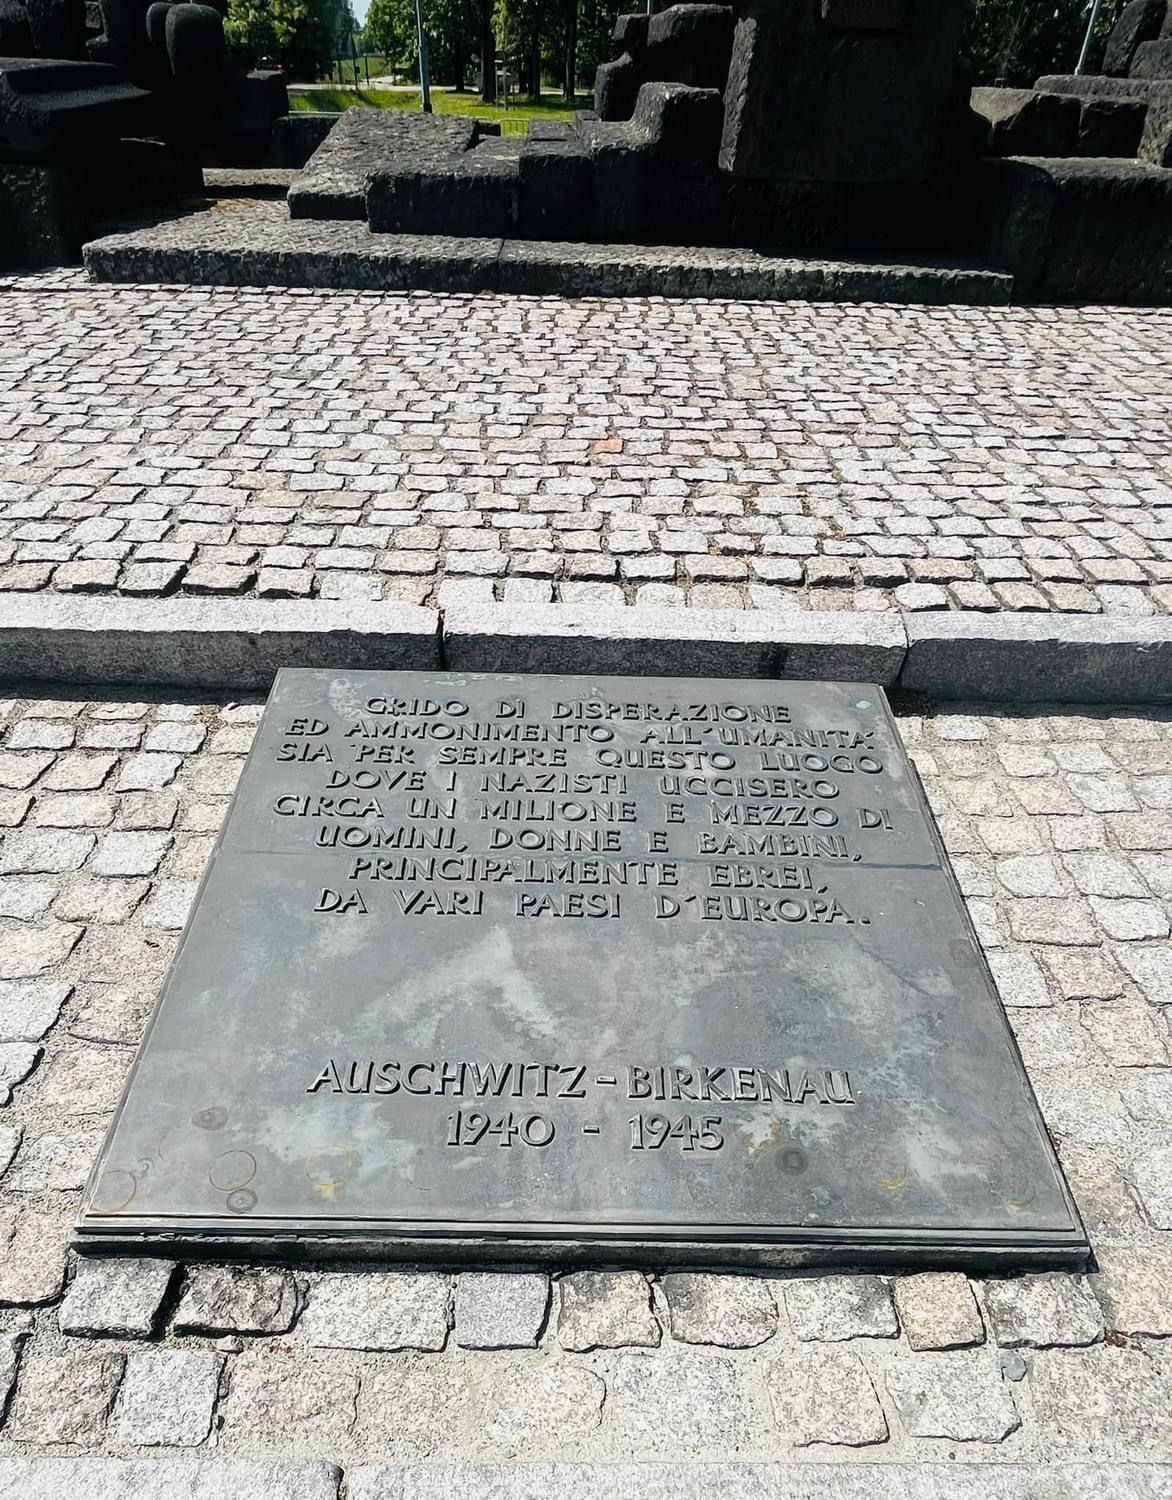 GRIDO DI DISPERAZIONE
ED AMMONIMENTO ALL´UMANITÁ
SIA PER SEMPRE QUESTO LUOGO
DOVE I NAZISTI UCCISERO
CIRCA UN MILIONE E MEZZO DI
UOMINI, DONNE E BAMBINI,
PRINCIPALMENTE EBREI,
DA VARI PAESI D´EUROPA.
AUSCHWITZ - BIRKENAU
1940 - 1945